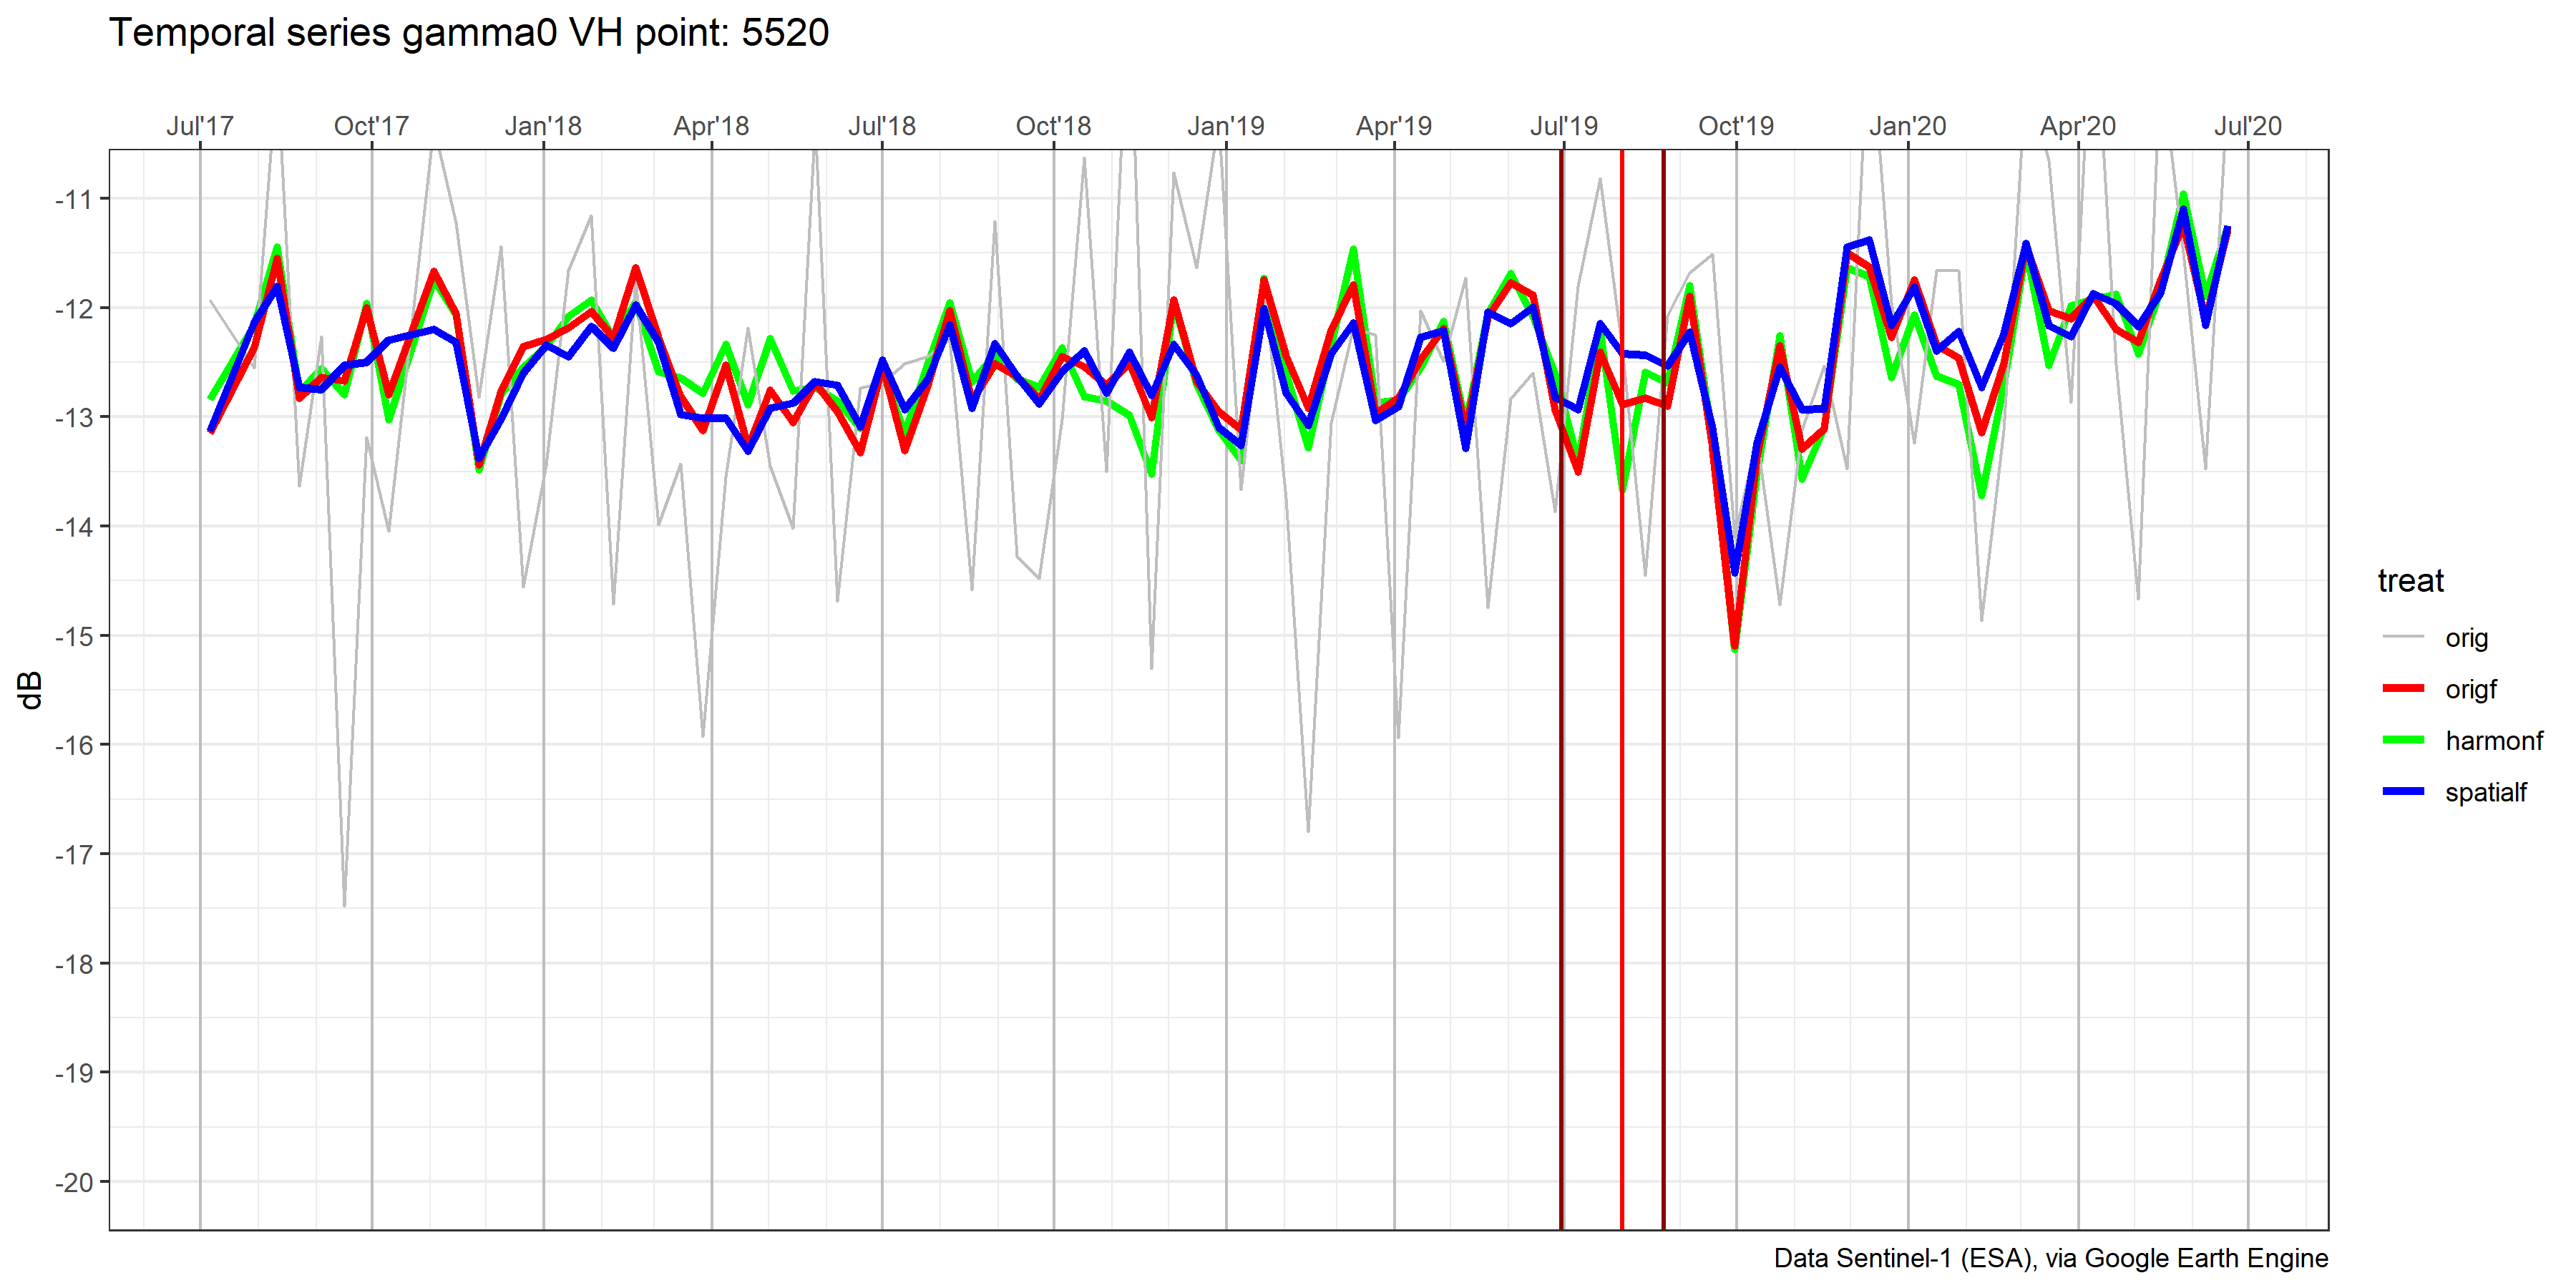 Temporal series gamma0 VH point: 5520
Jul'17 Oct'17 Jan'18 Apr'18 Jul'18 Oct'18 Jan'19 Apr'19 Jul'19 Oct'19 Jan'20 Apr'20 Jul'20
-11
-12
-13
-14
-15
-16
-17
-18
-19
-20
dB
treat
orig
origf
harmonf
spatialf
Data Sentinel-1 (ESA), via Google Earth Engine